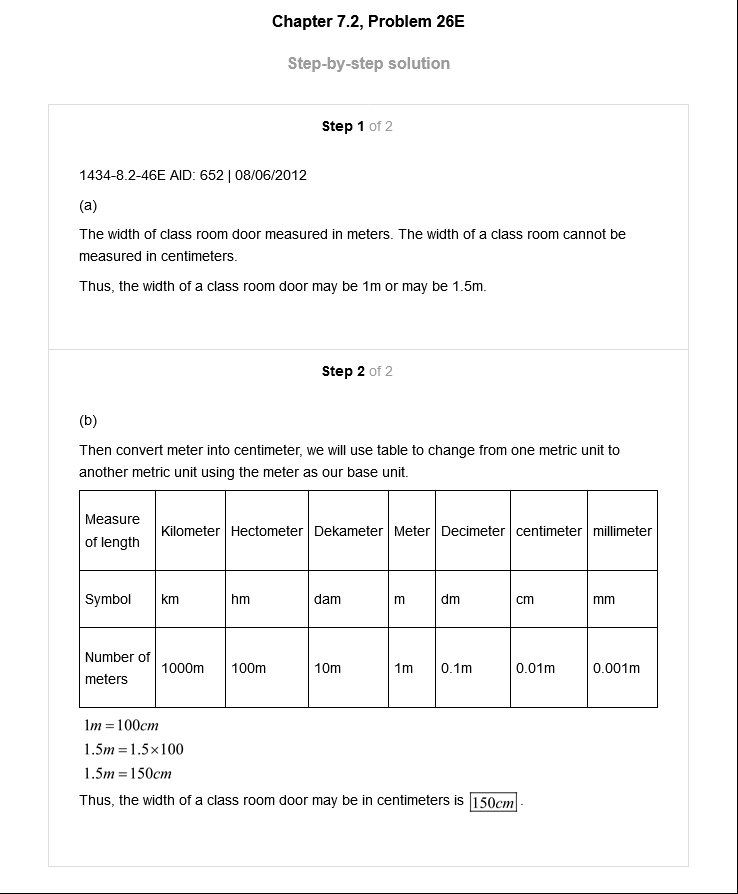 Chapter 7.2, Problem 26E
Step-by-step solution
Step 1 of 2
1434-8.2-46E AID: 652 | 08/06/2012
(a)
The width of class room door measured in meters. The width of a class room cannot be
measured in centimeters.
Thus, the width of a class room door may be 1m or may be 1.5m.
Step 2 of 2
(b)
Then convert meter into centimeter, we will use table to change from one metric unit to
another metric unit using the meter as our base unit.
Measure of length Kilometer Hectometer Dekameter Meter Decimeter centimeter millimeter
Symbol km hm dam m dm cm mm
Number of meters 1000m 100m 10m 1m 0.1m 0.01m 0.001m
1m = 100cm
1.5m = 1.5×100
1.5m = 150cm
Thus, the width of a class room door may be in centimeters is 150cm.